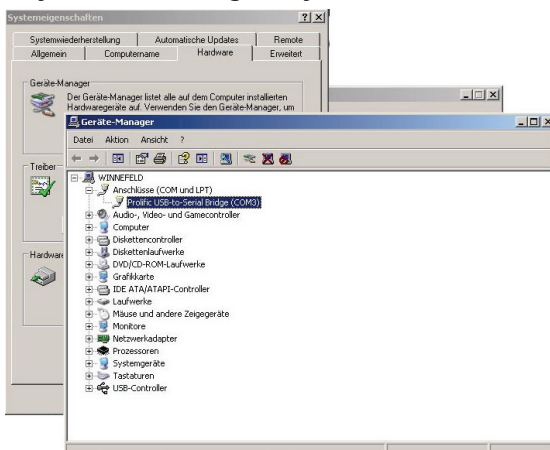 Systemeigenschaften
Systemwiederherstellung Automatische Updates Remote
Allgemein Computername Hardware Erweitert
Geräte-Manager
Der Geräte-Manager listet alle auf dem Computer installierten
Hardwaregeräte auf. Verwenden Sie den Geräte-Manager, um
Geräte-Manager
Datei Aktion Ansicht ?
Treiber
WINNEFELD
Anschlüsse (COM und LPT)
Prolific USB-to-Serial Bridge (COM3)
Audio-, Video- und Gamecontroller
Computer
Diskettencontroller
Diskettenlaufwerke
DVD/CD-ROM-Laufwerke
Hardware
Grafikkarte
IDE ATA/ATAPI-Controller
Laufwerke
Mäuse und andere Zeigegeräte
Monitore
Netzwerkadapter
Prozessoren
Systemgeräte
Tastaturen
USB-Controller